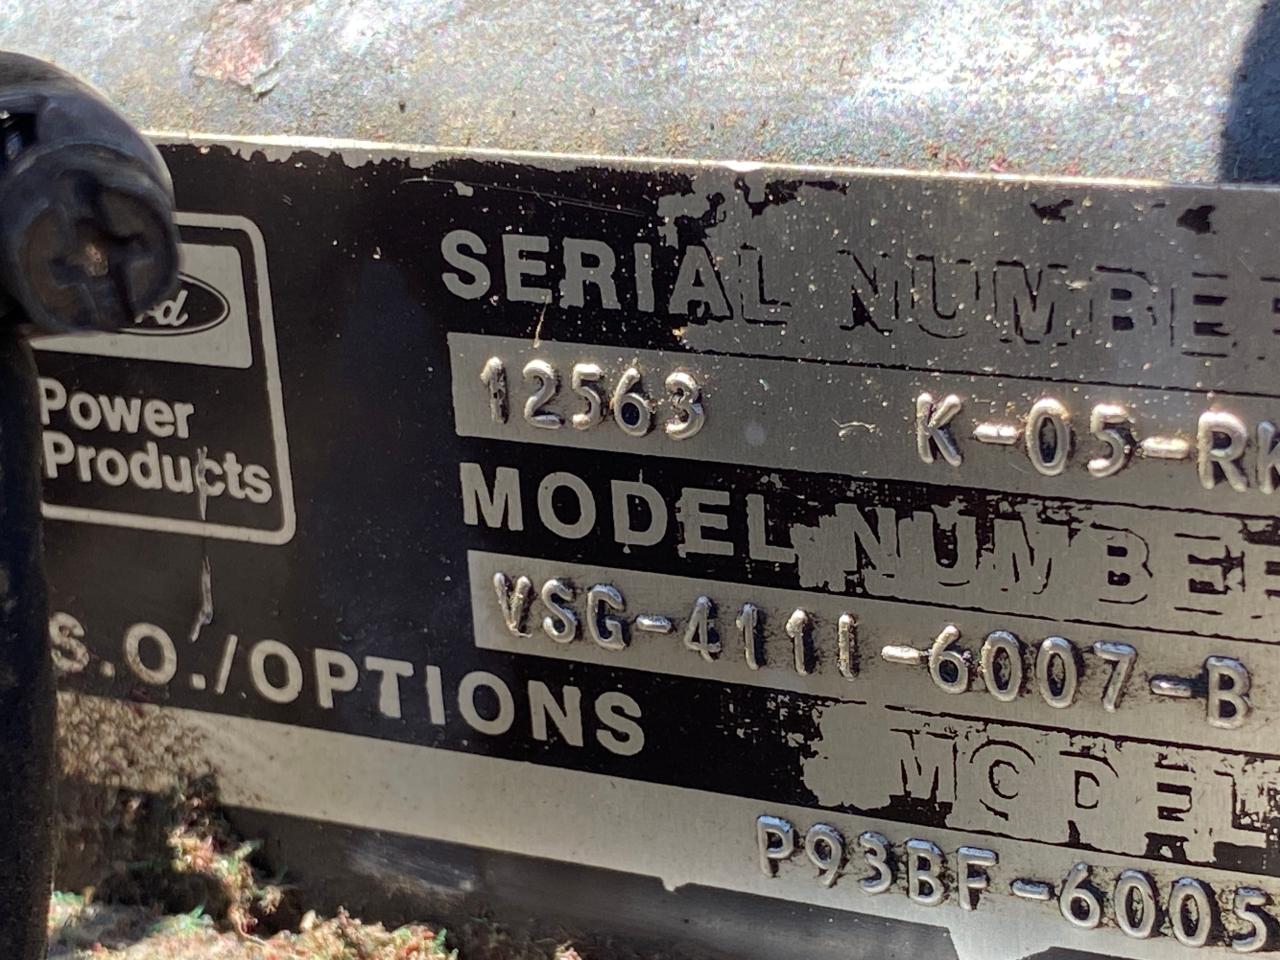 SERIAL NUMBER
12563 K-05-RK
Power
Products
MODEL NUMBER
VSG-411I-6007-B
S.O./OPTIONS
MODEL
P93BF-6005